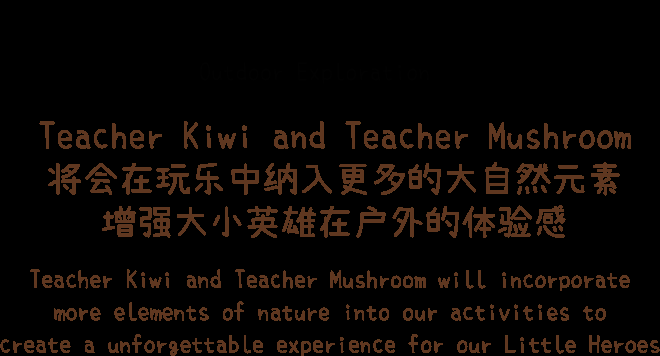 Teacher Kiwi and Teacher Mushroom
将会在玩乐中纳入更多的大自然元素
增强大小英雄在户外的体验感
Teacher Kiwi and Teacher Mushroom will incorporate
more elements of nature into our activities to
create a unforgettable experience for our Little Heroes